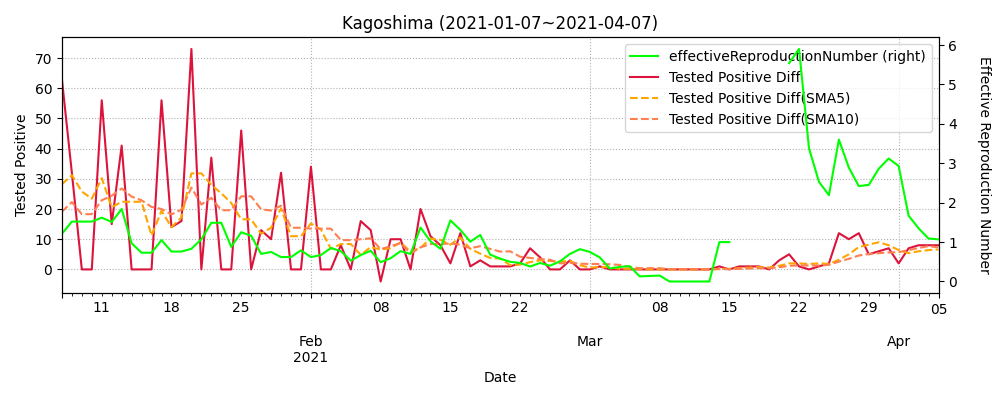 Kagoshima (2021-01-07~2021-04-07)
effectiveReproductionNumber (right)
Tested Positive Diff
Tested Positive Diff(SMA5)
Tested Positive Diff(SMA10)
Tested Positive
70
60
50
40
30
20
10
0
Effective Reproduction Number
6
5
4
3
2
1
0
11 18 25 08 15 22 08 15 22 29 05
Feb Mar Apr
2021
Date